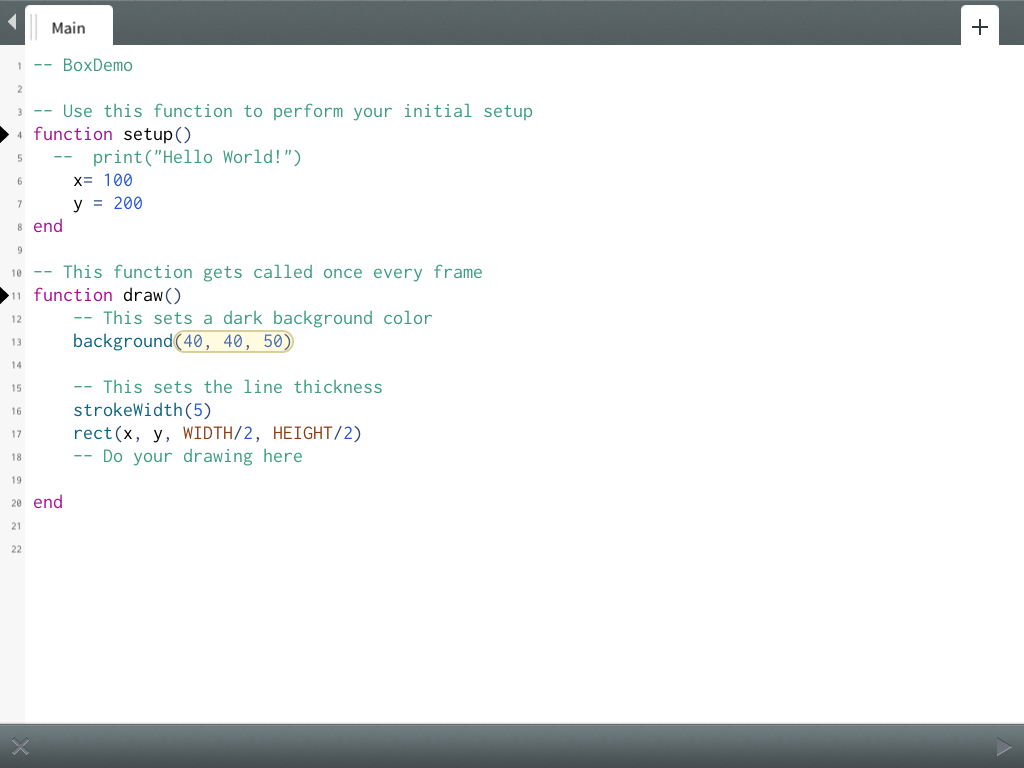 Main
+
1 -- BoxDemo
2
3 -- Use this function to perform your initial setup
4 function setup()
5   --  print("Hello World!")
6     x= 100
7     y = 200
8 end
9
10 -- This function gets called once every frame
11 function draw()
12     -- This sets a dark background color
13     background(40, 40, 50)
14
15     -- This sets the line thickness
16     strokeWidth(5)
17     rect(x, y, WIDTH/2, HEIGHT/2)
18     -- Do your drawing here
19
20 end
21
22